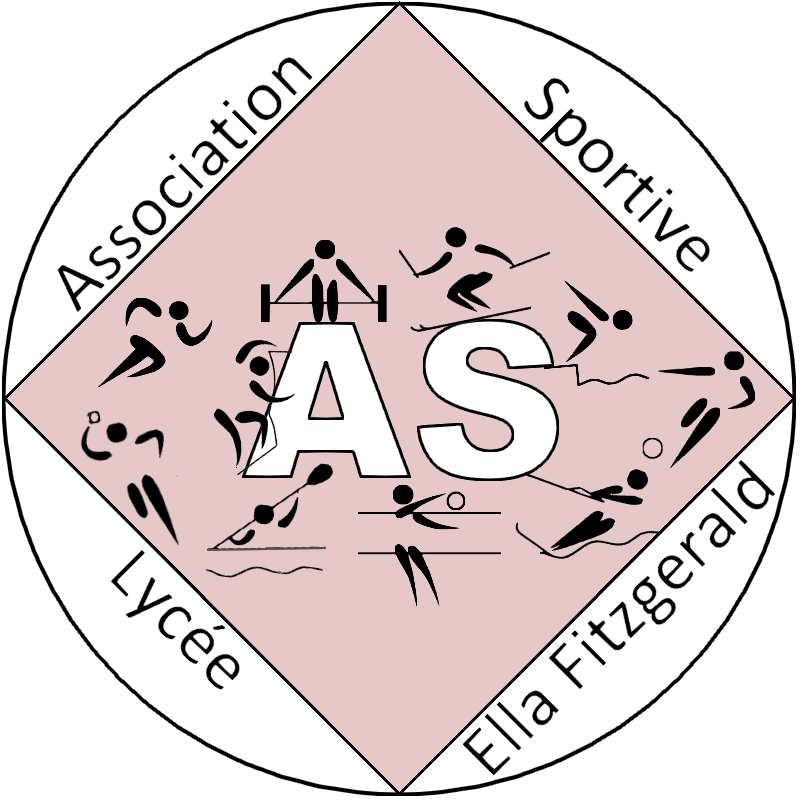 Association
Sportive
AS
Lycée
Ella Fitzgerald